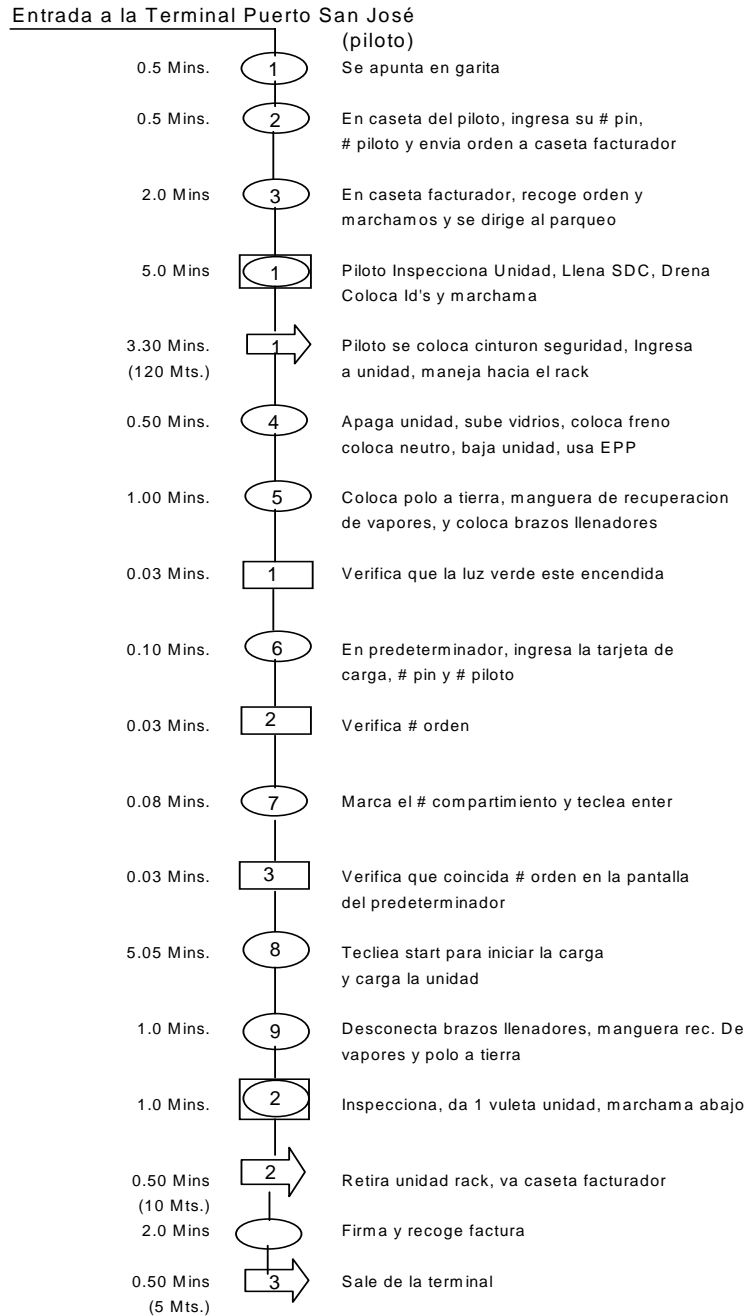 Entrada a la Terminal Puerto San José
(piloto)
0.5 Mins. 1 Se apunta en garita
0.5 Mins. 2 En caseta del piloto, ingresa su # pin,
# piloto y envia orden a caseta facturador
2.0 Mins 3 En caseta facturador, recoge orden y
marchamos y se dirige al parqueo
5.0 Mins 1 Piloto Inspecciona Unidad, Llena SDC, Drena
Coloca Id's y marchama
3.30 Mins. 1 Piloto se coloca cinturon seguridad, Ingresa
(120 Mts.) a unidad, maneja hacia el rack
0.50 Mins. 4 Apaga unidad, sube vidrios, coloca freno
coloca neutro, baja unidad, usa EPP
1.00 Mins. 5 Coloca polo a tierra, manguera de recuperacion
de vapores, y coloca brazos llenadores
0.03 Mins. 1 Verifica que la luz verde este encendida
0.10 Mins. 6 En predeterminador, ingresa la tarjeta de
carga, # pin y # piloto
0.03 Mins. 2 Verifica # orden
0.08 Mins. 7 Marca el # compartimiento y teclea enter
0.03 Mins. 3 Verifica que coincida # orden en la pantalla
del predeterminador
5.05 Mins. 8 Tecliea start para iniciar la carga
y carga la unidad
1.0 Mins. 9 Desconecta brazos llenadores, manguera rec. De
vapores y polo a tierra
1.0 Mins. 2 Inspecciona, da 1 vuleta unidad, marchama abajo
0.50 Mins 2 Retira unidad rack, va caseta facturador
(10 Mts.)
2.0 Mins Firma y recoge factura
0.50 Mins 3 Sale de la terminal
(5 Mts.)